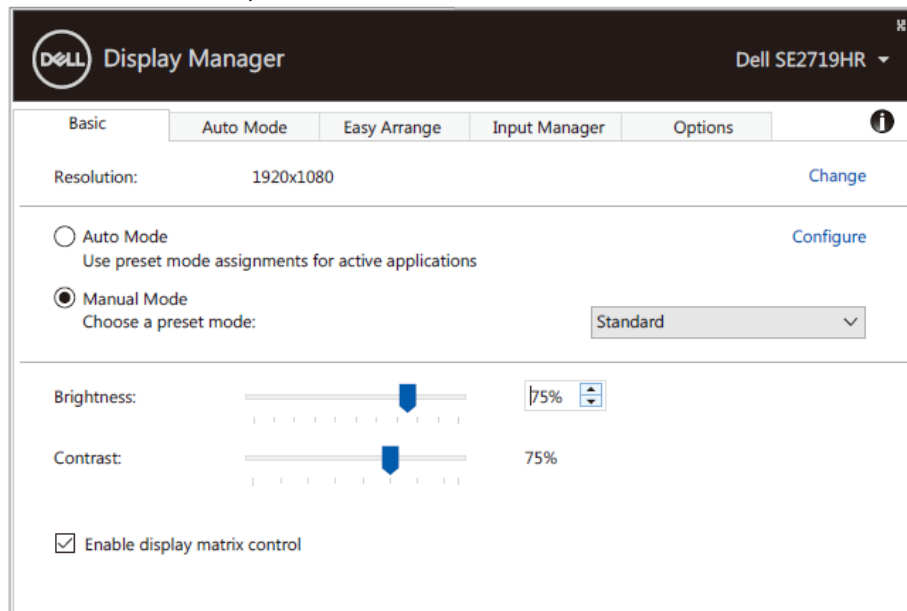 DELL Display Manager Dell SE2719HR
Basic Auto Mode Easy Arrange Input Manager Options
Resolution: 1920x1080 Change
Auto Mode Configure
Use preset mode assignments for active applications
Manual Mode
Choose a preset mode: Standard
Brightness: 75%
Contrast: 75%
Enable display matrix control